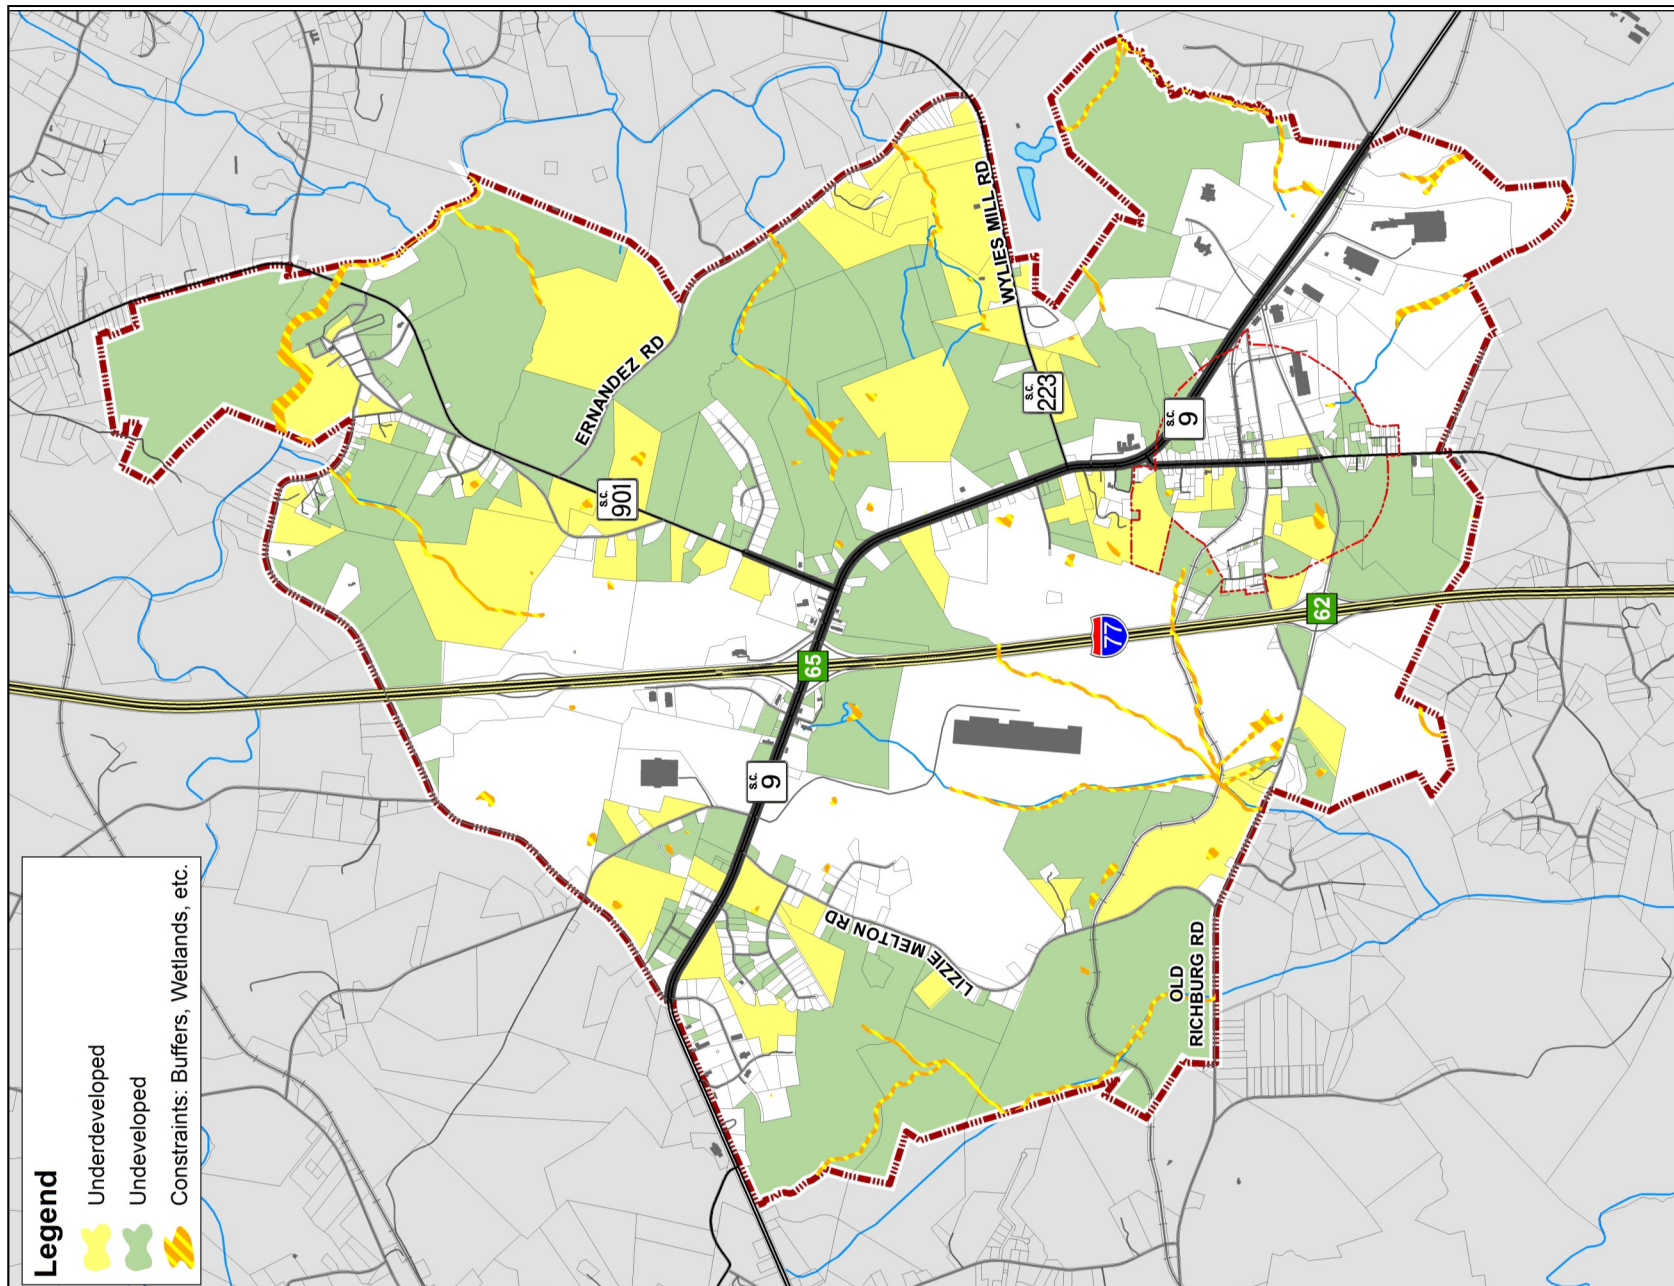 Legend
Underdeveloped
Undeveloped
Constraints: Buffers, Wetlands, etc.
ERNANDEZ RD
WYLIES MILL RD
S.C.
901
S.C.
223
S.C.
9
65
77
62
S.C.
9
LIZZIE MELTON RD
OLD
RICHBURG RD